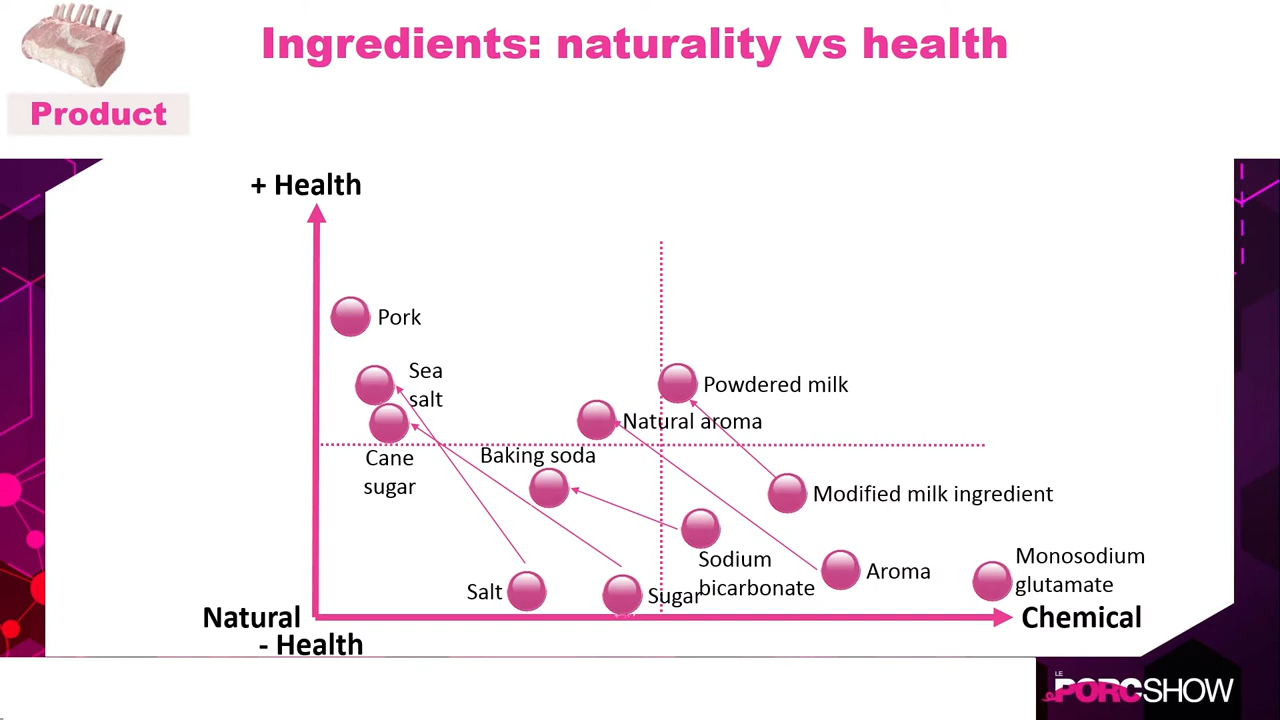 Ingredients: naturality vs health
Product
+ Health
Pork
Sea
salt
Powdered milk
Natural aroma
Cane
sugar
Baking soda
Modified milk ingredient
Sodium
bicarbonate
Aroma
Monosodium
glutamate
Salt
Sugar
Natural
Chemical
- Health
LE
PORCSHOW